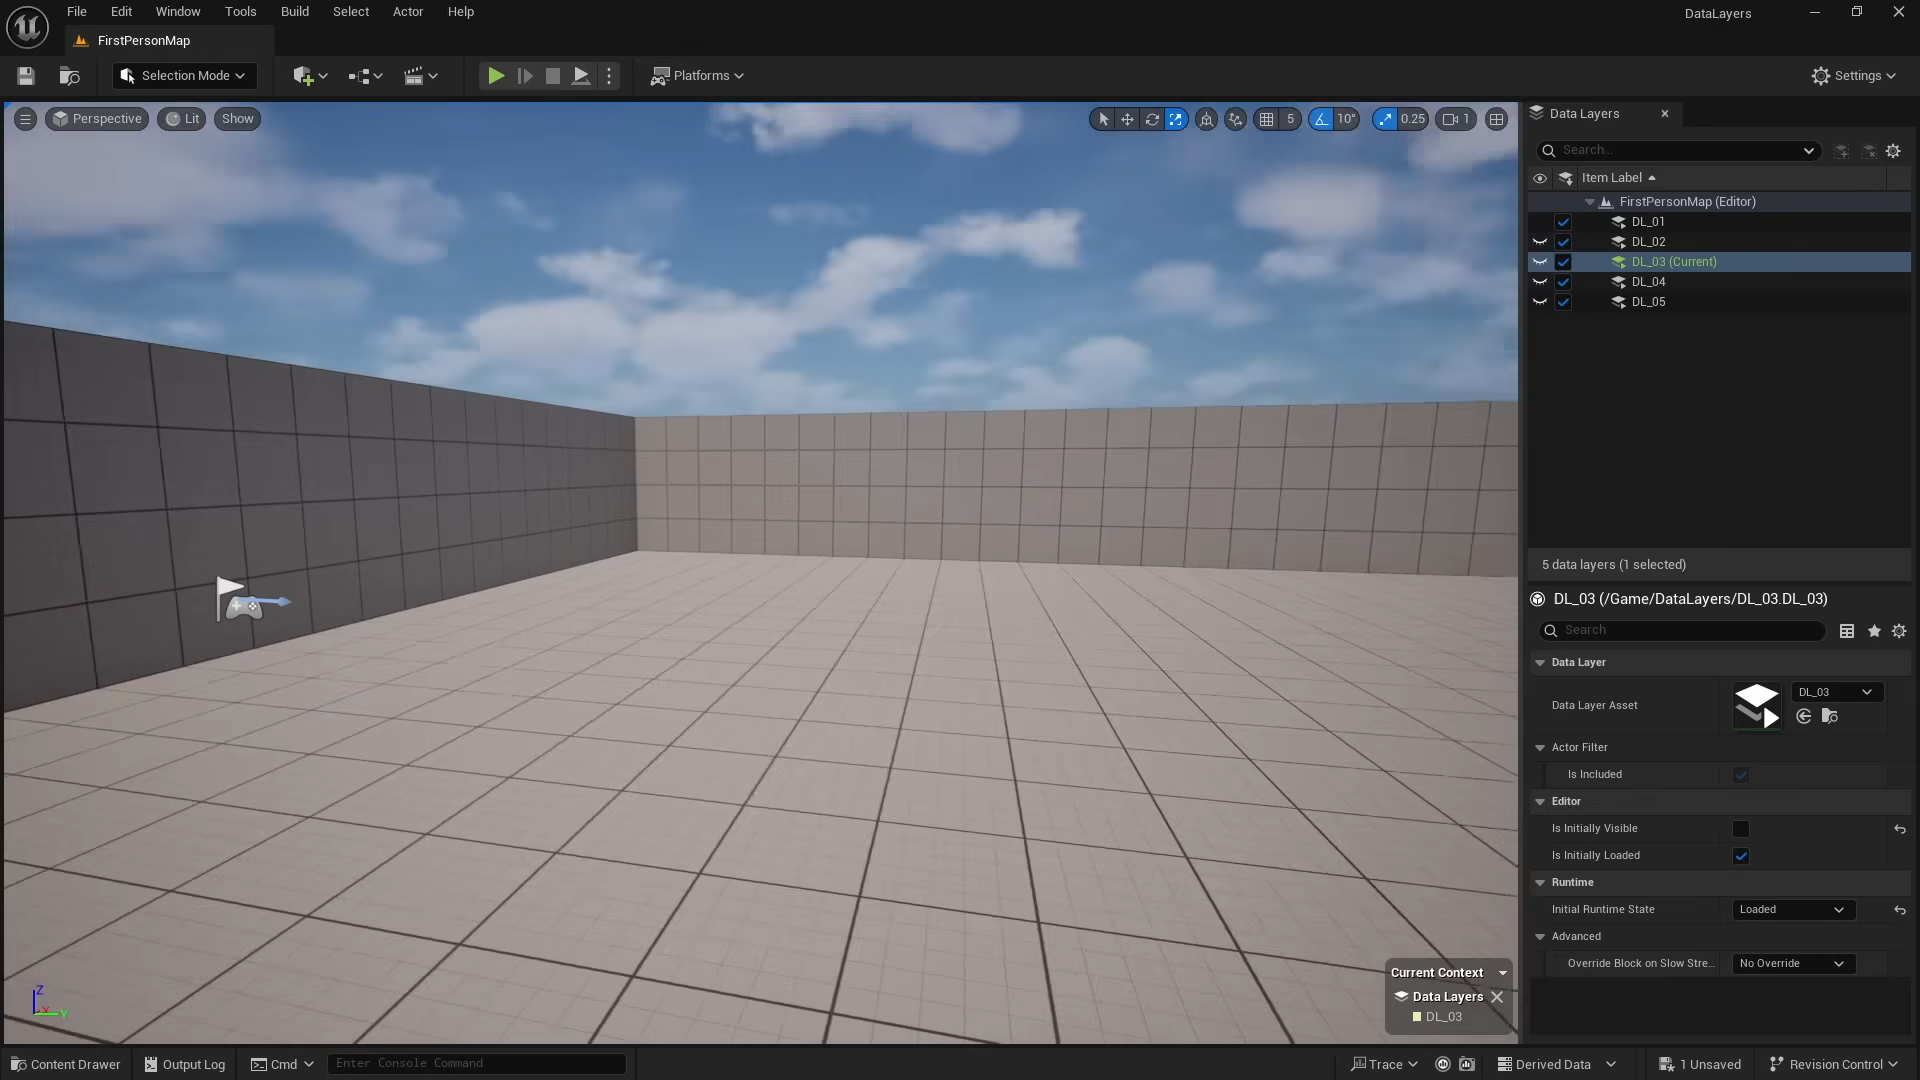 File Edit Window Tools Build Select Actor Help
DataLayers
FirstPersonMap
Selection Mode
Platforms
Settings
Perspective Lit Show
5 10° 0.25 1
Data Layers
Search...
Item Label
FirstPersonMap (Editor)
DL_01
DL_02
DL_03 (Current)
DL_04
DL_05
5 data layers (1 selected)
DL_03 (/Game/DataLayers/DL_03.DL_03)
Search
Data Layer
Data Layer Asset DL_03
Actor Filter
Is Included
Editor
Is Initially Visible
Is Initially Loaded
Runtime
Initial Runtime State Loaded
Advanced
Override Block on Slow Stre... No Override
Current Context
Data Layers
DL_03
Z
X
Y
Content Drawer Output Log Cmd Enter Console Command Trace Derived Data 1 Unsaved Revision Control